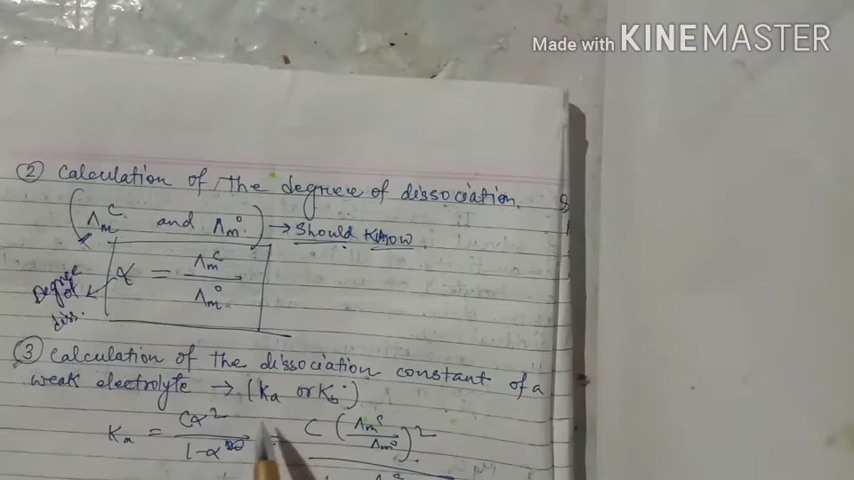 Made with KINEMASTER
② Calculation of the degree of dissociation.
(Λm^c and Λm°) → Should Know.
α = Λm^c / Λm°
Degree of diss.
③ Calculation of the dissociation constant of a
weak electrolyte → (Ka or Kb)
Ka = Cα² / 1-α = C (Λm^c / Λm°)²